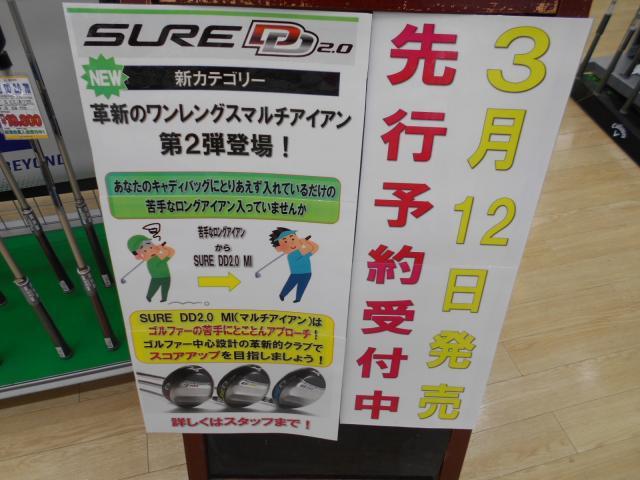 SURE DD 2.0
NEW
新カテゴリー
革新のワンレングスマルチアイアン
第2弾登場！
あなたのキャディバッグにとりあえず入れているだけの
苦手なロングアイアン入っていませんか
苦手なロングアイアン
から
SURE DD2.0 MI
SURE DD2.0 MI(マルチアイアン)は
ゴルファーの苦手にとことんアプローチ！
ゴルファー中心設計の革新的クラブで
スコアアップを目指しましょう！
詳しくはスタッフまで！
3月12日発売
先行予約受付中
BEYOND
Callaway